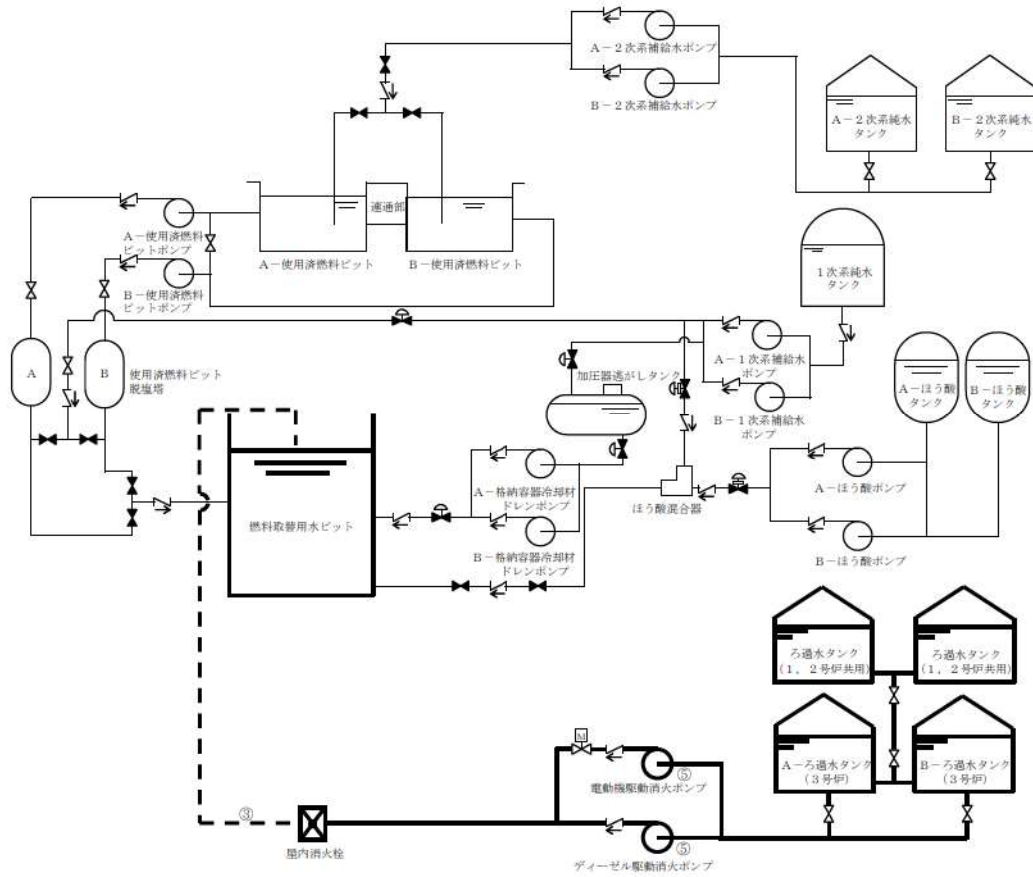 A－２次系補給水ポンプ
B－２次系補給水ポンプ
A－２次系純水
タンク
B－２次系純水
タンク
連通部
A－使用済燃料
ピットポンプ
A－使用済燃料ピット
B－使用済燃料ピット
B－使用済燃料
ピットポンプ
１次系純水
タンク
A
B
使用済燃料ピット
脱塩塔
加圧器逃がしタンク
A－１次系補給水
ポンプ
B－１次系補給水
ポンプ
A－ほう酸
タンク
B－ほう酸
タンク
A－格納容器冷却材
ドレンポンプ
ほう酸混合器
A－ほう酸ポンプ
燃料取替用水ピット
B－格納容器冷却材
ドレンポンプ
B－ほう酸ポンプ
ろ過水タンク
（１，２号炉共用）
ろ過水タンク
（１，２号炉共用）
M
A－ろ過水タンク
（３号炉）
B－ろ過水タンク
（３号炉）
⑤
電動機駆動消火ポンプ
③
屋内消火栓
⑤
ディーゼル駆動消火ポンプ